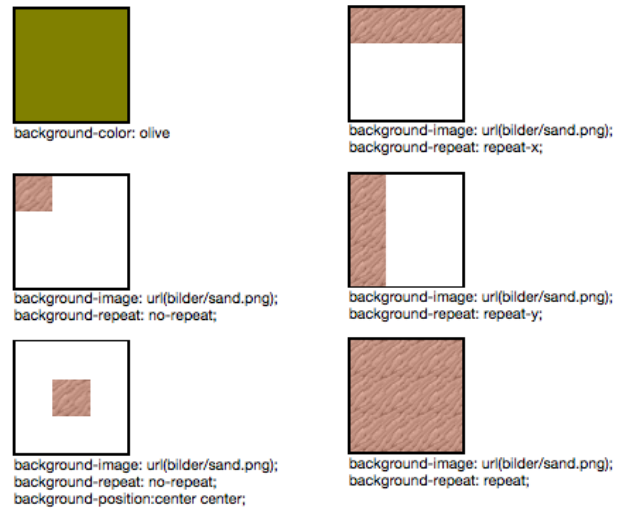 background-color: olive
background-image: url(bilder/sand.png);
background-repeat: repeat-x;
background-image: url(bilder/sand.png);
background-repeat: no-repeat;
background-image: url(bilder/sand.png);
background-repeat: repeat-y;
background-image: url(bilder/sand.png);
background-repeat: no-repeat;
background-position:center center;
background-image: url(bilder/sand.png);
background-repeat: repeat;